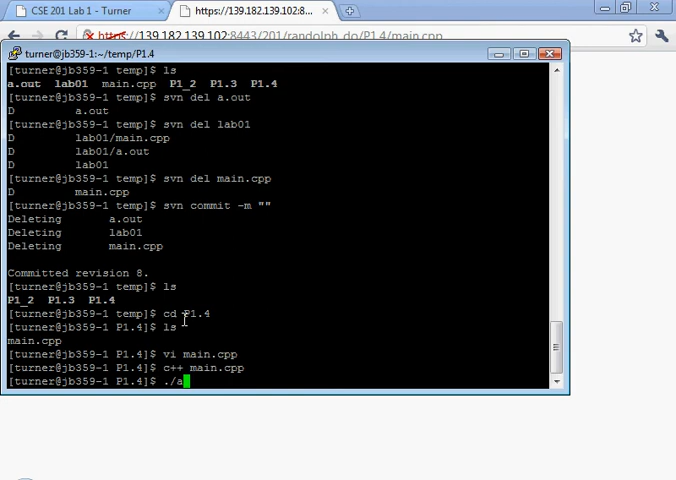 CSE 201 Lab 1 - Turner
https://139.182.139.102:8...
https://139.182.139.102:8443/201/randolph_do/P1.4/main.cpp
turner@jb359-1:~/temp/P1.4
[turner@jb359-1 temp]$ ls
a.out lab01 main.cpp P1_2 P1.3 P1.4
[turner@jb359-1 temp]$ svn del a.out
D a.out
[turner@jb359-1 temp]$ svn del lab01
D lab01/main.cpp
D lab01/a.out
D lab01
[turner@jb359-1 temp]$ svn del main.cpp
D main.cpp
[turner@jb359-1 temp]$ svn commit -m ""
Deleting a.out
Deleting lab01
Deleting main.cpp
Committed revision 8.
[turner@jb359-1 temp]$ ls
P1_2 P1.3 P1.4
[turner@jb359-1 temp]$ cd P1.4
[turner@jb359-1 P1.4]$ ls
main.cpp
[turner@jb359-1 P1.4]$ vi main.cpp
[turner@jb359-1 P1.4]$ c++ main.cpp
[turner@jb359-1 P1.4]$ ./a